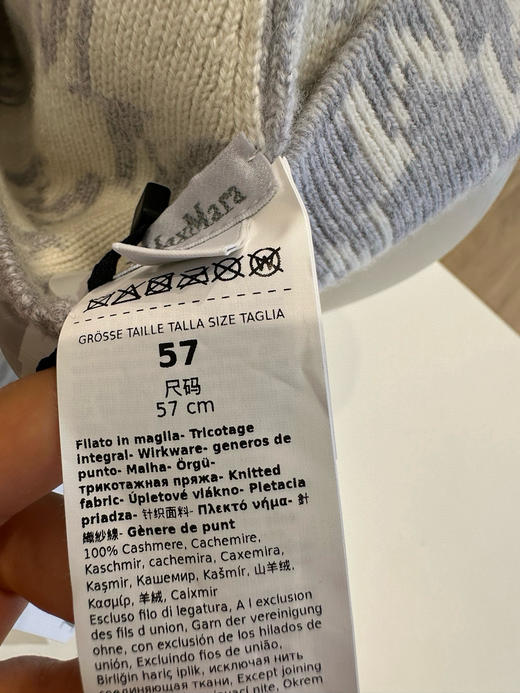 MaxMara
GRÖSSE TAILLE TALLA SIZE TAGLIA
57
尺码
57 cm
Filato in maglia- Tricotage
integral- Wirkware- generos de
punto- Malha- Örgü-
трикотажная пряжа- Knitted
fabric- Úpletové vlákno- Pletacia
priadza- 针织面料- Πλεκτό νήμα- 針
織紗線- Gènere de punt
100% Cashmere, Cachemire,
Kaschmir, cachemira, Caxemira,
Kaşmir, Кашемир, Kašmír, 山羊绒,
Κασμίρ, 羊絨, Caixmir
Escluso filo di legatura, A l exclusion
des fils d union, Garn der vereinigung
ohne, con exclusión de los hilados de
unión, Excluindo fios de união,
Birliğin hariç iplik, исключая нить
соединяющая ткани, Except joining
nite, Okrem